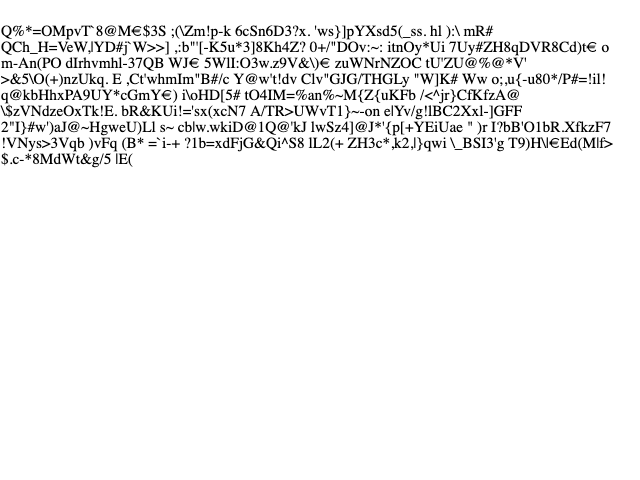 Q%*=OMpvT`8@M€$3S ;(\Zm!p-k 6cSn6D3?x. 'ws}]pYXsd5(_ss. hl ):\ mR#
QCh_H=VeW,|YD#j`W>>] ,:b"'[-K5u*3]8Kh4Z? 0+/"DOv:~: itnOy*Ui 7Uy#ZH8qDVR8Cd)t€ o
m-An(PO dIrhvmhl-37QB WJ€ 5WlI:O3w.z9V&\)€ zuWNrNZOC tU'ZU@%@*V'
>&5\O(+)nzUkq. E ,Ct'whmIm"B#/c Y@w't!dv Clv"GJG/THGLy "W]K# Ww o;,u{-u80*/P#=!il!
q@kbHhxPA9UY*cGmY€) i\oHD[5# tO4IM=%an%~M{Z{uKFb /<^jr}CfKfzA@
\$zVNdzeOxTk!E. bR&KUi!='sx(xcN7 A/TR>UWvT1}~-on e|Yv/g!lBC2Xxl-]GFF
2"I}#w')aJ@~HgweU)Ll s~ cb|w.wkiD@1Q@'kJ lwSz4]@J*'{p[+YEiUae " )r I?bB'O1bR.XfkzF7
!VNys>3Vqb )vFq (B* =`i-+ ?1b=xdFjG&Qi^S8 lL2(+ ZH3c*,k2,|}qwi \_BSI3'g T9)H\|€Ed(M|f>
$.c-*8MdWt&g/5 |E(